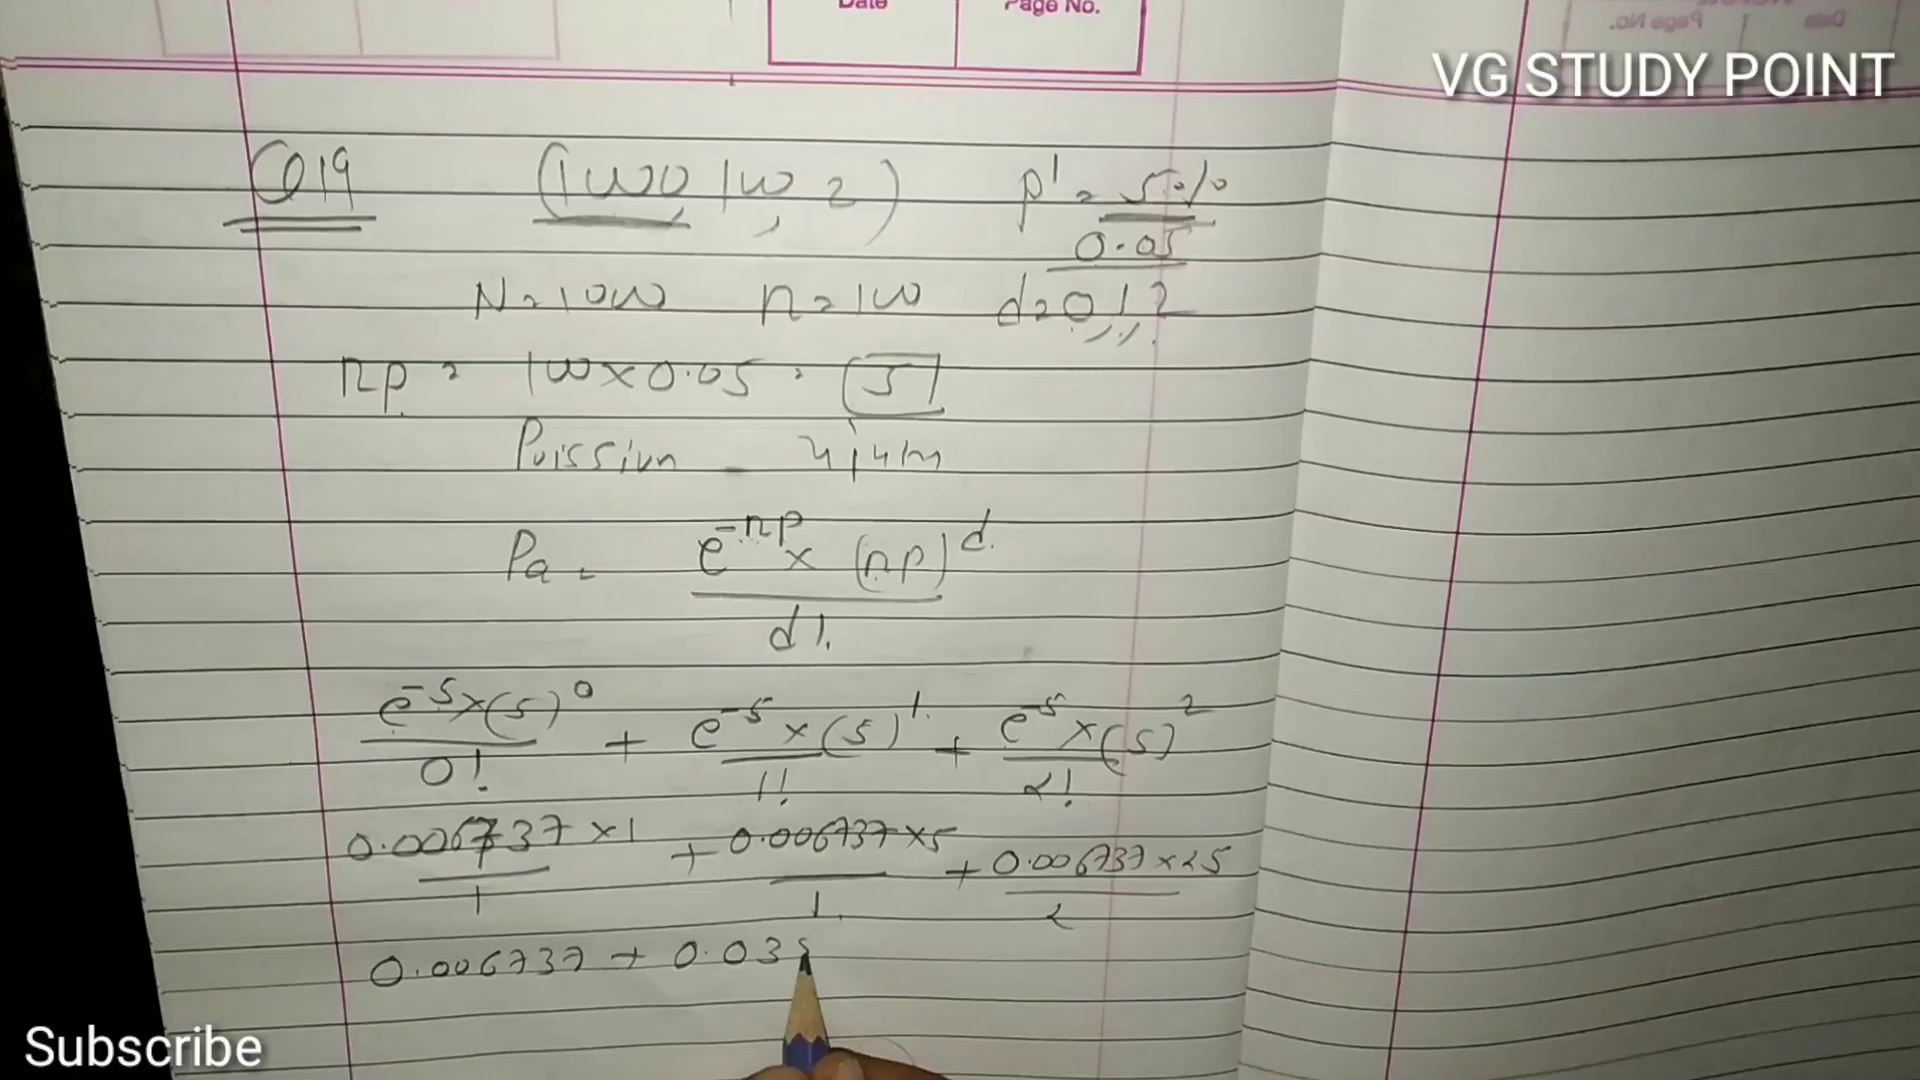 Date Page No.
VG STUDY POINT
Q19 (1000 100 2) p' = 5%
0.05
N = 1000 n = 100 d = 0, 1, 2
np = 100 x 0.05 = 5
Poission
Pa = e^-np x (np)^d
d!
e^-5 x (5)^0 + e^-5 x (5)^1 + e^-5 x (5)^2
0! 1! 2!
0.006737 x 1 + 0.006737 x 5 + 0.006737 x 25
1 1 2
0.006737 + 0.03
Subscribe